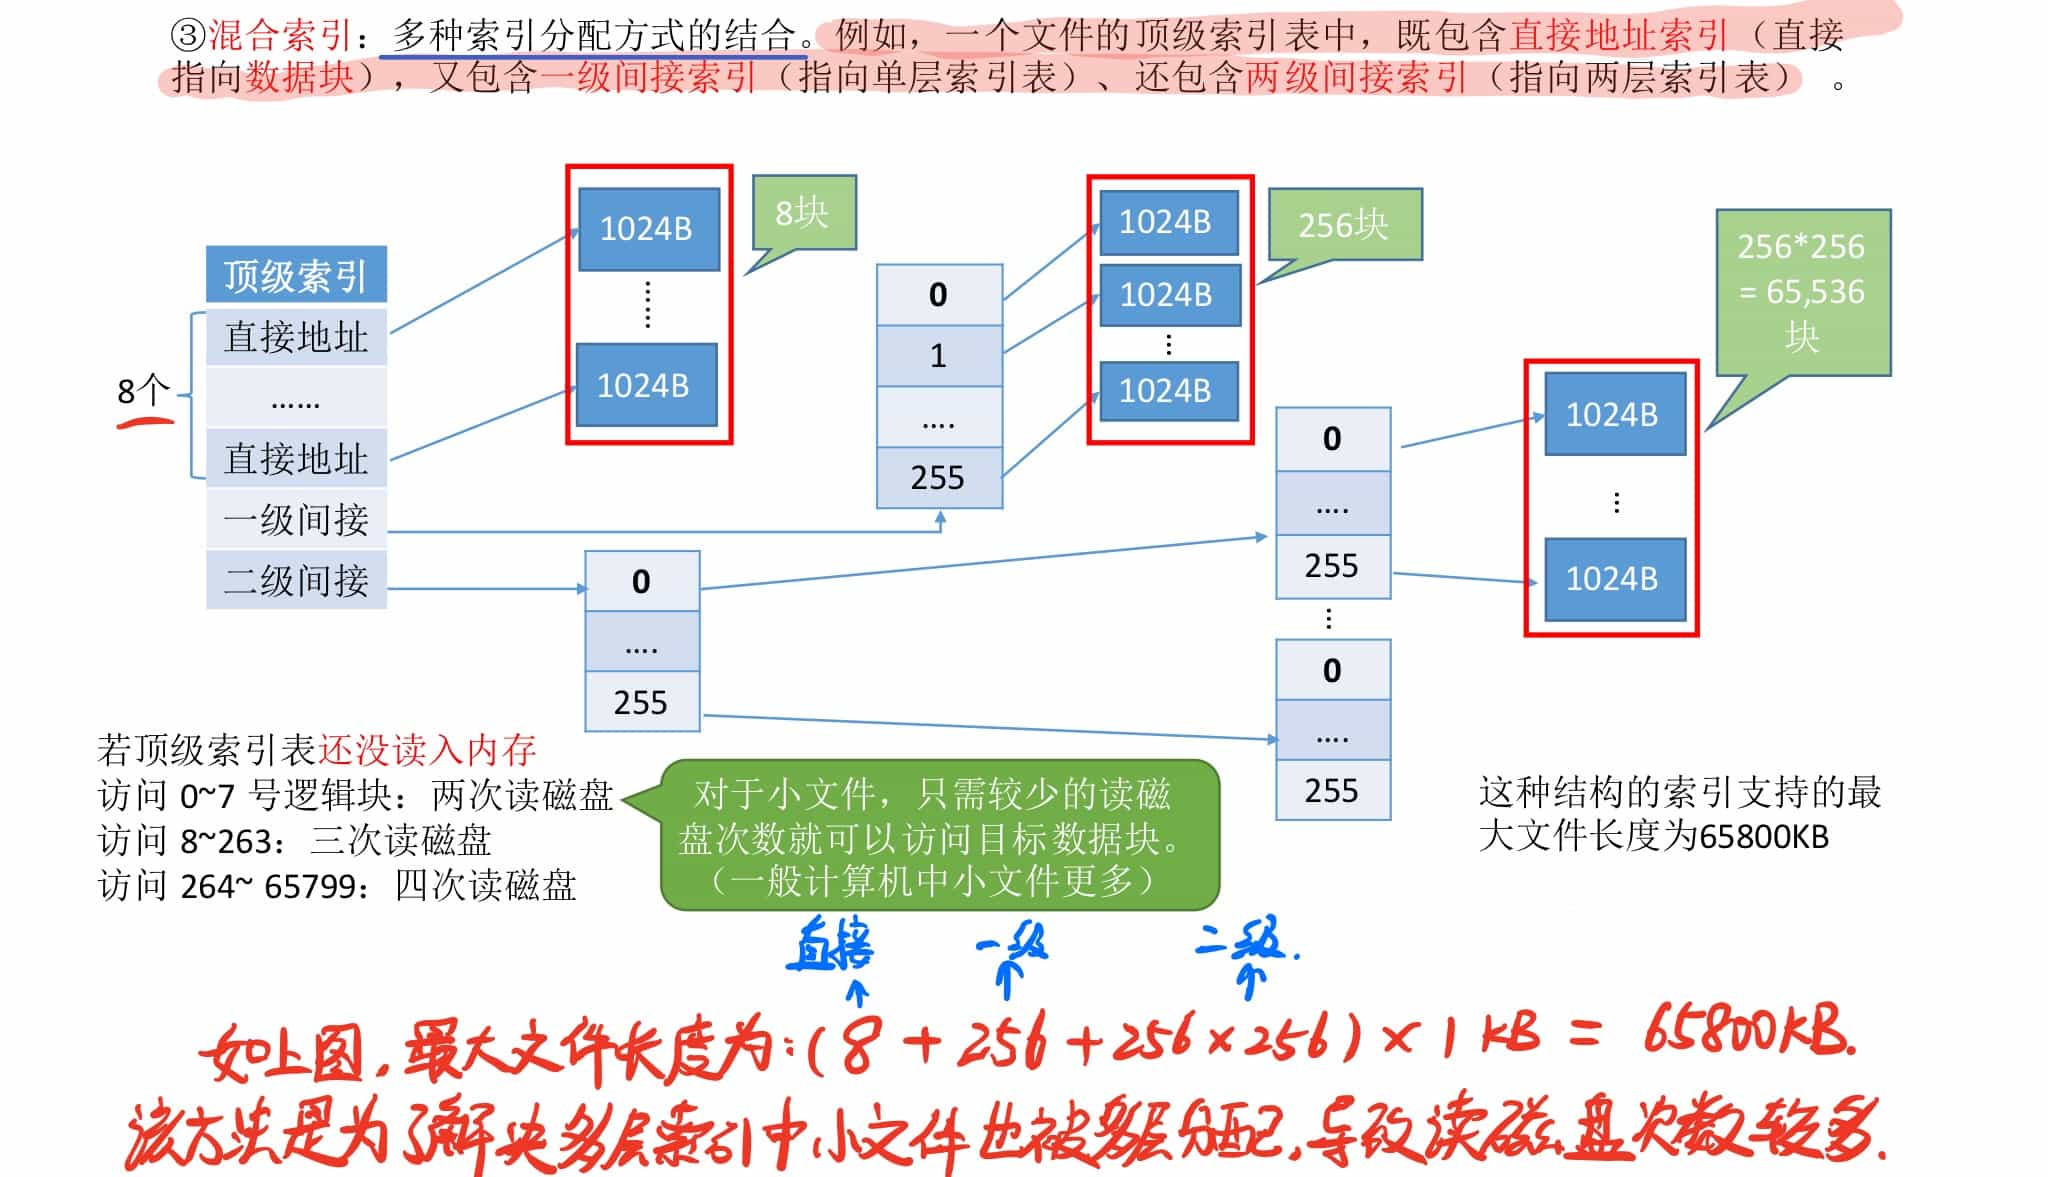 ③混合索引：多种索引分配方式的结合。例如，一个文件的顶级索引表中，既包含直接地址索引（直接
指向数据块），又包含一级间接索引（指向单层索引表）、还包含两级间接索引（指向两层索引表）。
顶级索引
直接地址
……
直接地址
一级间接
二级间接
8个
1024B
1024B
8块
0
1
….
255
1024B
1024B
1024B
256块
0
….
255
0
….
255
0
….
255
1024B
1024B
256*256
= 65,536
块
若顶级索引表还没读入内存
访问 0~7 号逻辑块：两次读磁盘
访问 8~263：三次读磁盘
访问 264~ 65799：四次读磁盘
对于小文件，只需较少的读磁
盘次数就可以访问目标数据块。
（一般计算机中小文件更多）
这种结构的索引支持的最
大文件长度为65800KB
直接 一级 二级.
如上图,最大文件长度为:(8+256+256×256)×1KB=65800KB.
该方法是为了解决多层索引中小文件也被多层分配,导致读磁盘次数较多.